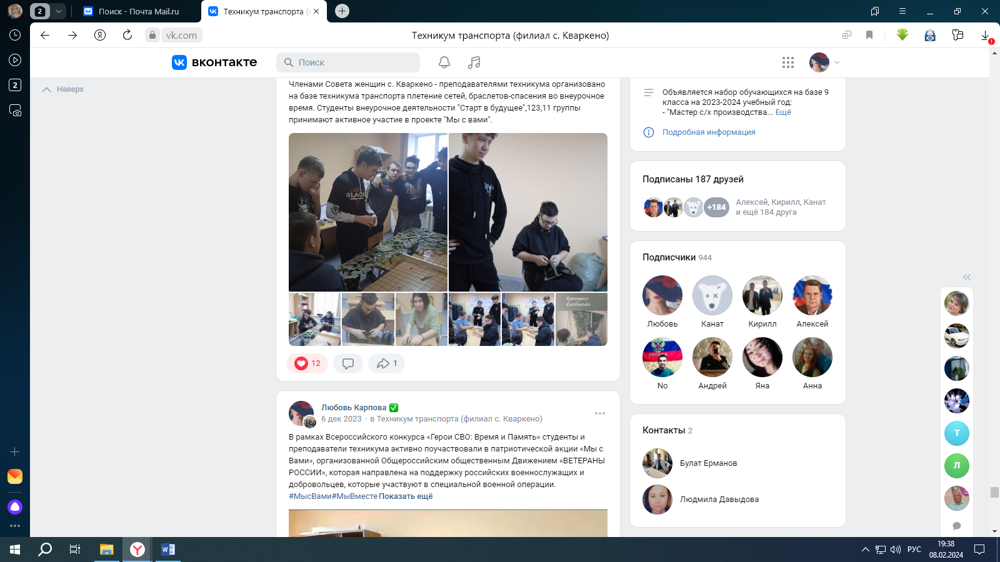 2
Поиск - Почта Mail.ru
Техникум транспорта (
vk.com
Техникум транспорта (филиал с. Кваркено)
2
вконтакте
Поиск
Наверх
Членами Совета женщин с. Кваркено - преподавателями техникума организовано
на базе техникума транспорта плетение сетей, браслетов-спасения во внеурочное
время. Студенты внеурочное деятельности "Старт в будущее",123,11 группы
принимают активное участие в проекте "Мы с вами".
BLACK
12
1
Любовь Карпова
6 дек 2023 · в Техникум транспорта (филиал с. Кваркено)
В рамках Всероссийского конкурса «Герои СВО: Время и Память» студенты и
преподаватели техникума активно поучаствовали в патриотической акции «Мы с
Вами», организованной Общероссийским общественным Движением «ВЕТЕРАНЫ
РОССИИ», которая направлена на поддержку российских военнослужащих и
добровольцев, которые участвуют в специальной военной операции.
#МысВами#МыВместе Показать ещё
Объявляется набор обучающихся на базе 9
класса на 2023-2024 учебный год:
- "Мастер с/х производства... Ещё
Подробная информация
Подписаны 187 друзей
+184
Алексей, Кирилл, Канат
и ещё 184 друга
Подписчики 944
Любовь
Канат
Кирилл
Алексей
No
Андрей
Яна
Анна
Контакты 2
Булат Ерманов
Людмила Давыдова
Т
Л
РУС
19:38
08.02.2024